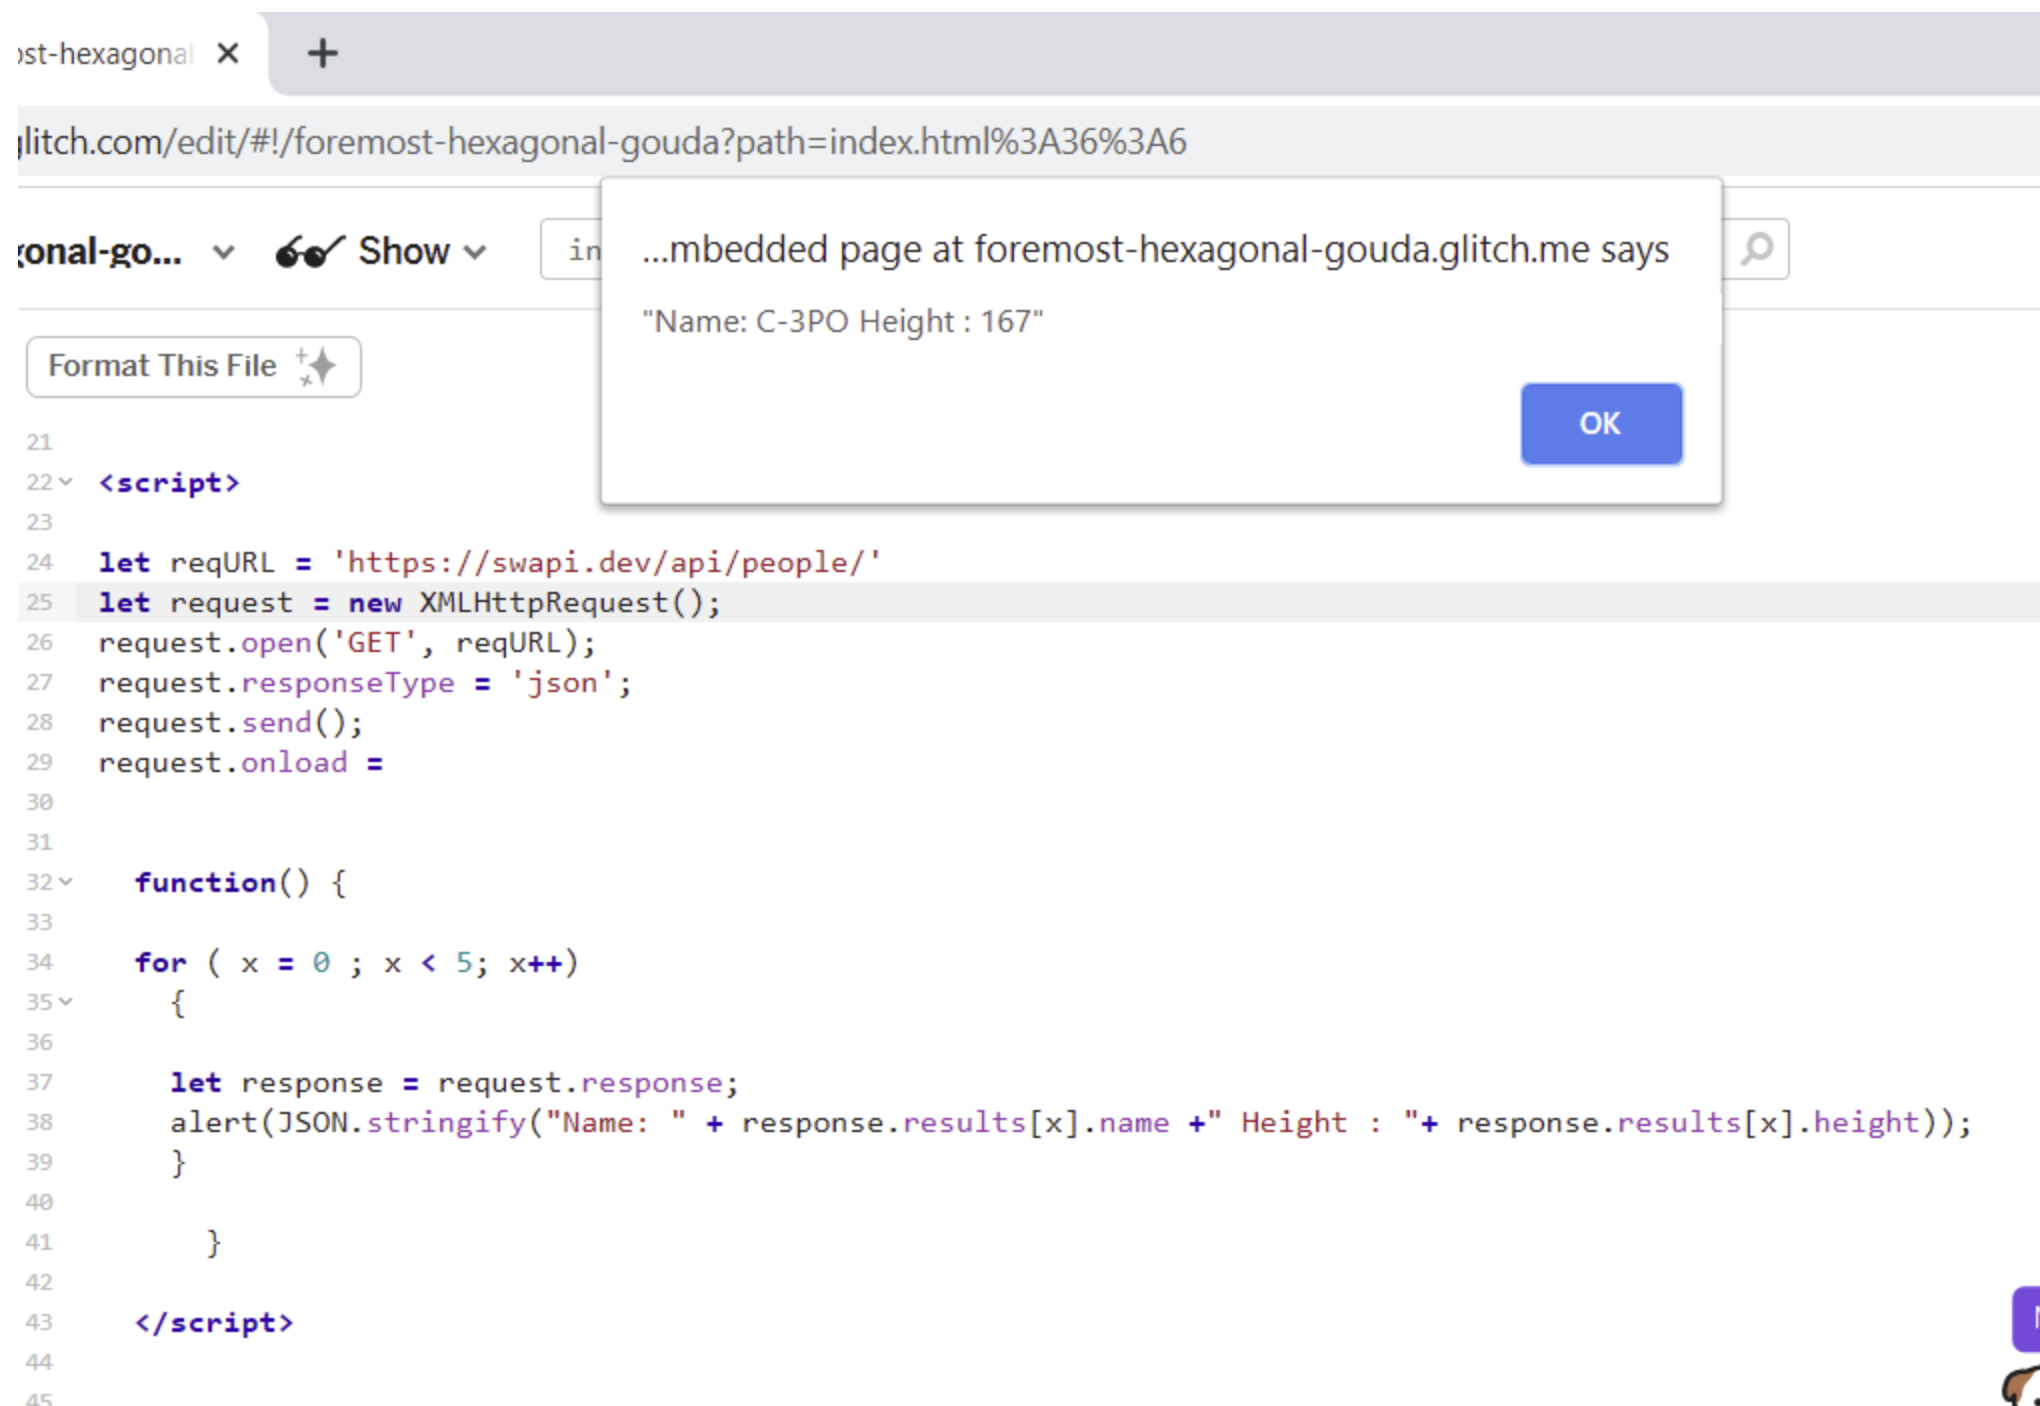 ost-hexagonal
glitch.com/edit/#!/foremost-hexagonal-gouda?path=index.html%3A36%3A6
gonal-go... Show in
...mbedded page at foremost-hexagonal-gouda.glitch.me says
"Name: C-3PO Height : 167"
OK
Format This File
21
22 <script>
23
24 let reqURL = 'https://swapi.dev/api/people/'
25 let request = new XMLHttpRequest();
26 request.open('GET', reqURL);
27 request.responseType = 'json';
28 request.send();
29 request.onload =
30
31
32 function() {
33
34 for ( x = 0 ; x < 5; x++)
35 {
36
37 let response = request.response;
38 alert(JSON.stringify("Name: " + response.results[x].name +" Height : "+ response.results[x].height));
39 }
40
41 }
42
43 </script>
44
45